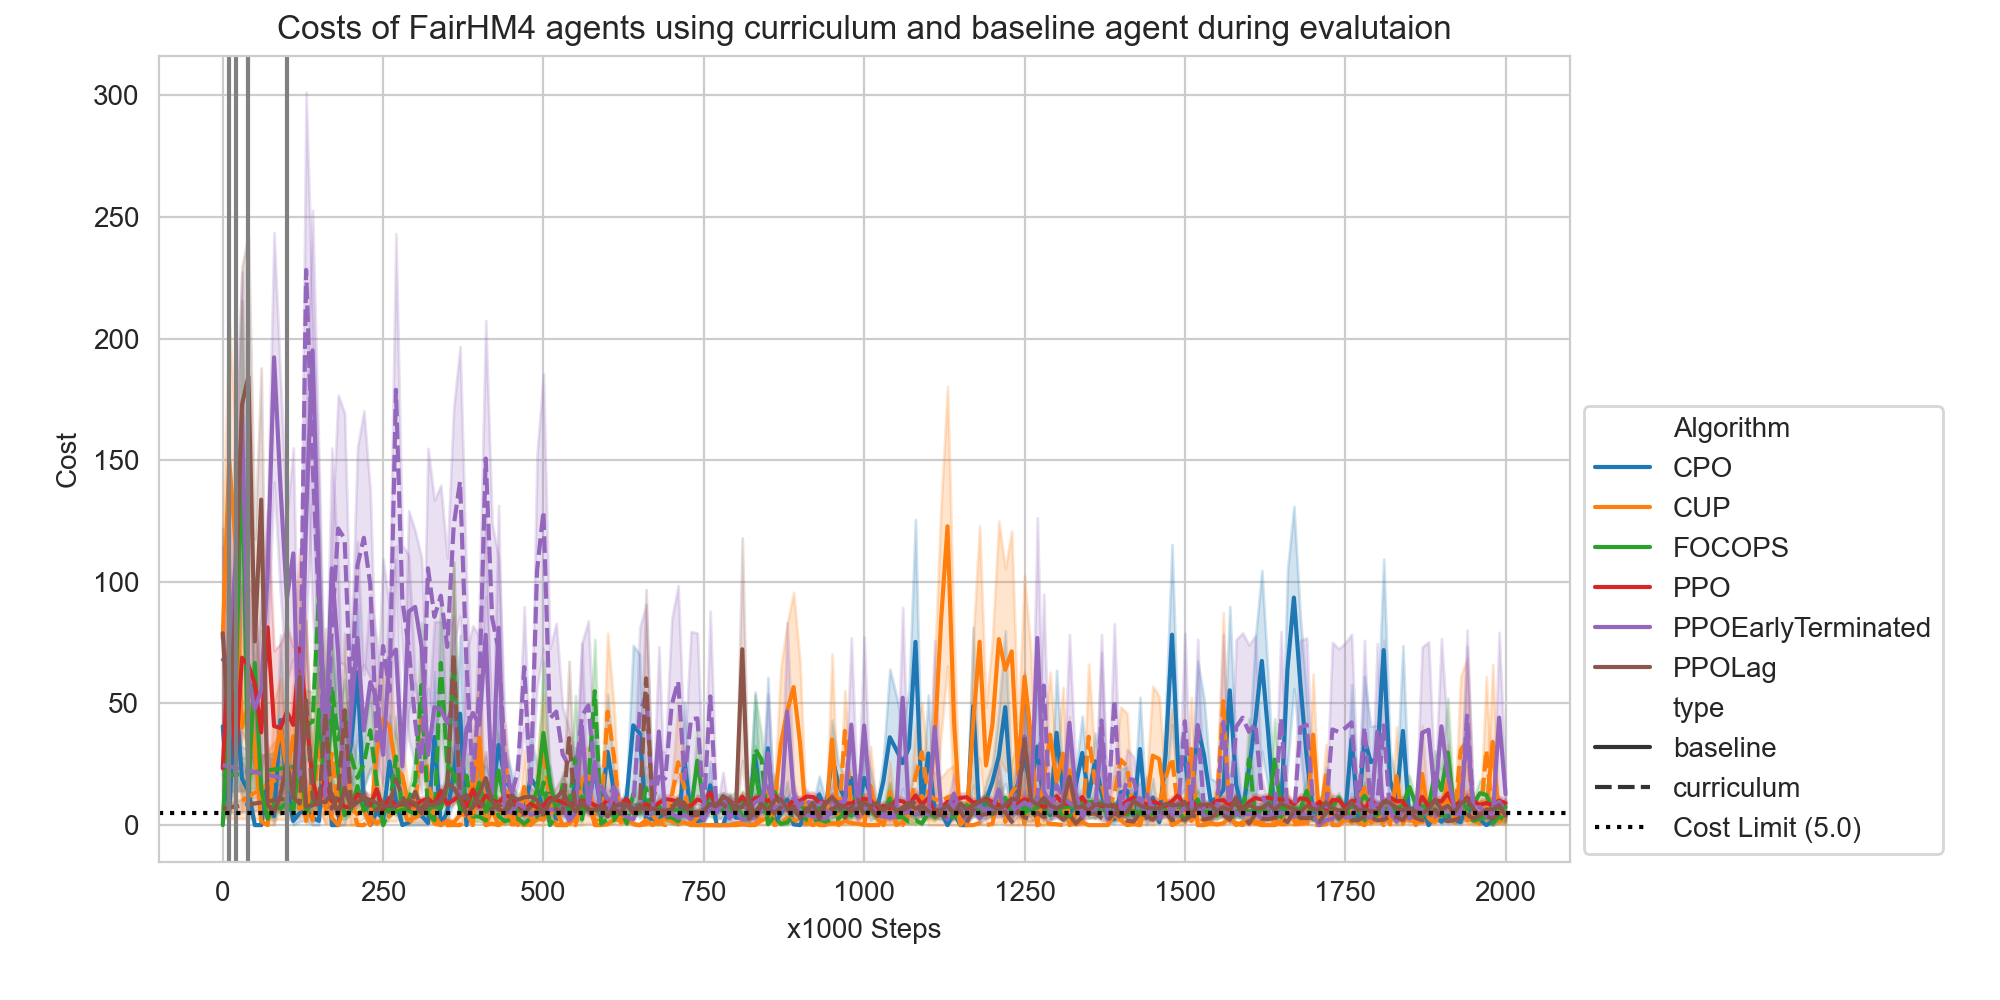 Costs of FairHM4 agents using curriculum and baseline agent during evalutaion
300
250
200
150
100
50
0
Cost
0 250 500 750 1000 1250 1500 1750 2000
x1000 Steps
Algorithm
CPO
CUP
FOCOPS
PPO
PPOEarlyTerminated
PPOLag
type
baseline
curriculum
Cost Limit (5.0)